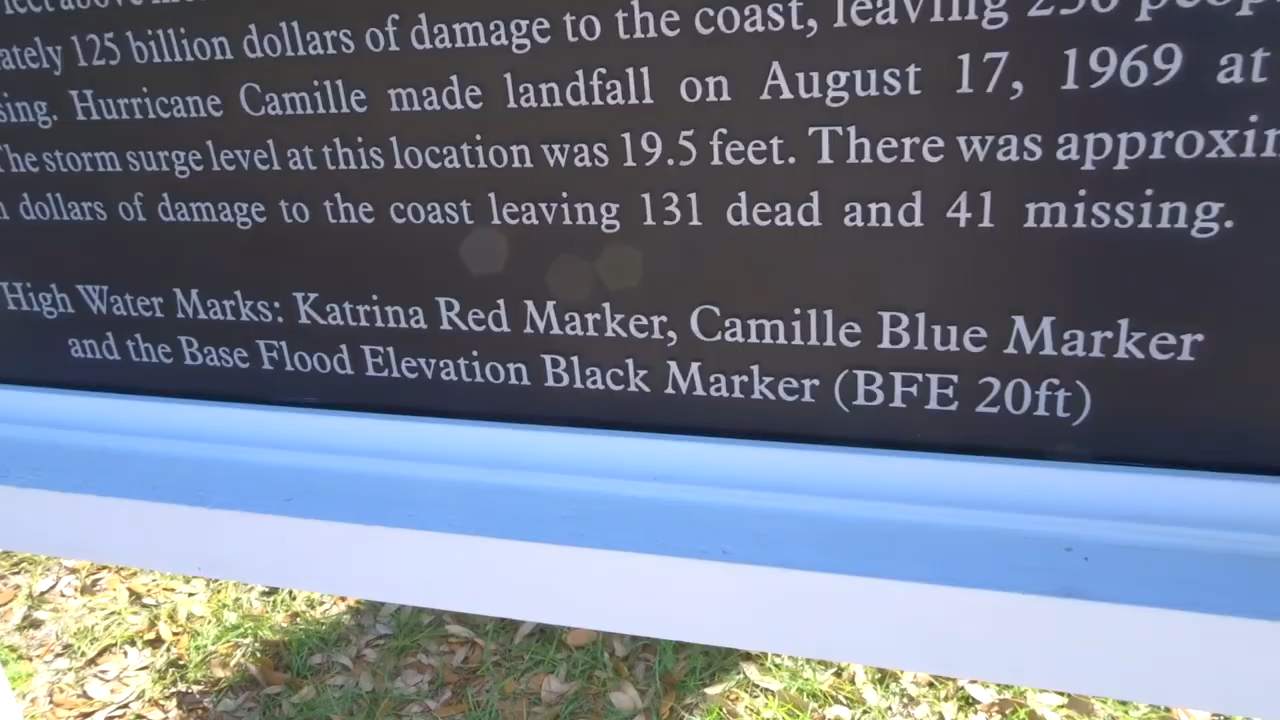 feet above
ately 125 billion dollars of damage to the coast, leaving 23
sing. Hurricane Camille made landfall on August 17, 1969 at
The storm surge level at this location was 19.5 feet. There was approxi
dollars of damage to the coast leaving 131 dead and 41 missing.
High Water Marks: Katrina Red Marker, Camille Blue Marker
and the Base Flood Elevation Black Marker (BFE 20ft)